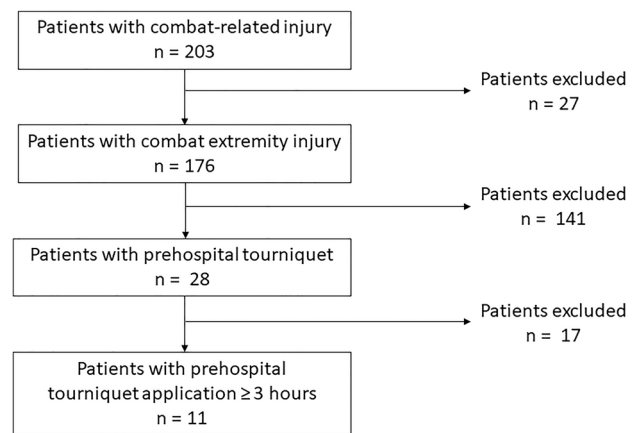 Patients with combat-related injury
n = 203
Patients excluded
n = 27
Patients with combat extremity injury
n = 176
Patients excluded
n = 141
Patients with prehospital tourniquet
n = 28
Patients excluded
n = 17
Patients with prehospital
tourniquet application ≥ 3 hours
n = 11